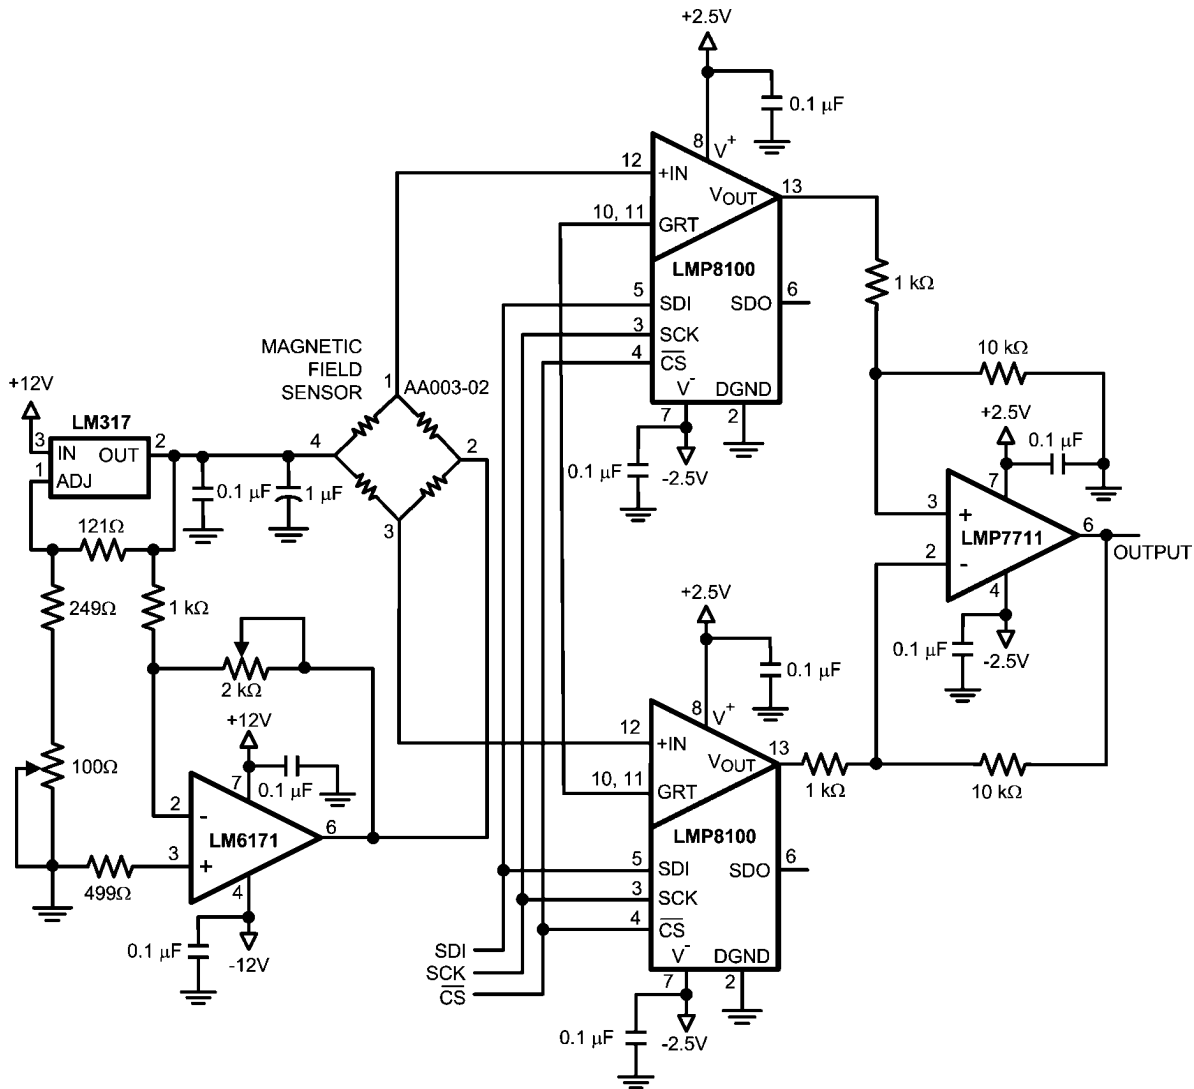 +2.5V
0.1 μF
8
V+
12
+IN
VOUT
13
10, 11
GRT
LMP8100
5
SDI
SDO
6
3
SCK
4
CS
V-
DGND
7
2
0.1 μF
-2.5V
1 kΩ
10 kΩ
+2.5V
0.1 μF
7
3
+
LMP7711
6
OUTPUT
2
-
4
0.1 μF
-2.5V
MAGNETIC
FIELD
SENSOR
1
AA003-02
4
2
3
+12V
LM317
3
IN
OUT
2
1
ADJ
0.1 μF
1 μF
121Ω
249Ω
1 kΩ
2 kΩ
+12V
100Ω
7
0.1 μF
2
-
LM6171
6
3
+
499Ω
4
0.1 μF
-12V
+2.5V
0.1 μF
8
V+
12
+IN
VOUT
13
1 kΩ
10 kΩ
10, 11
GRT
LMP8100
5
SDI
SDO
6
3
SCK
4
CS
V-
DGND
7
2
0.1 μF
-2.5V
SDI
SCK
CS